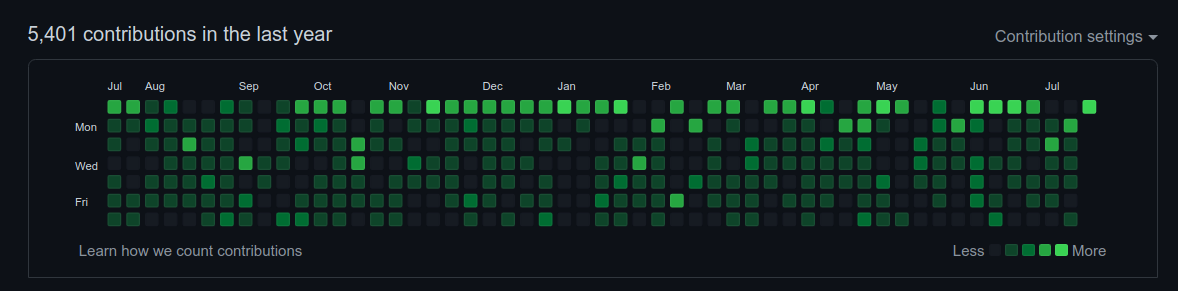 5,401 contributions in the last year
Contribution settings
Jul Aug Sep Oct Nov Dec Jan Feb Mar Apr May Jun Jul
Mon
Wed
Fri
Learn how we count contributions
Less More